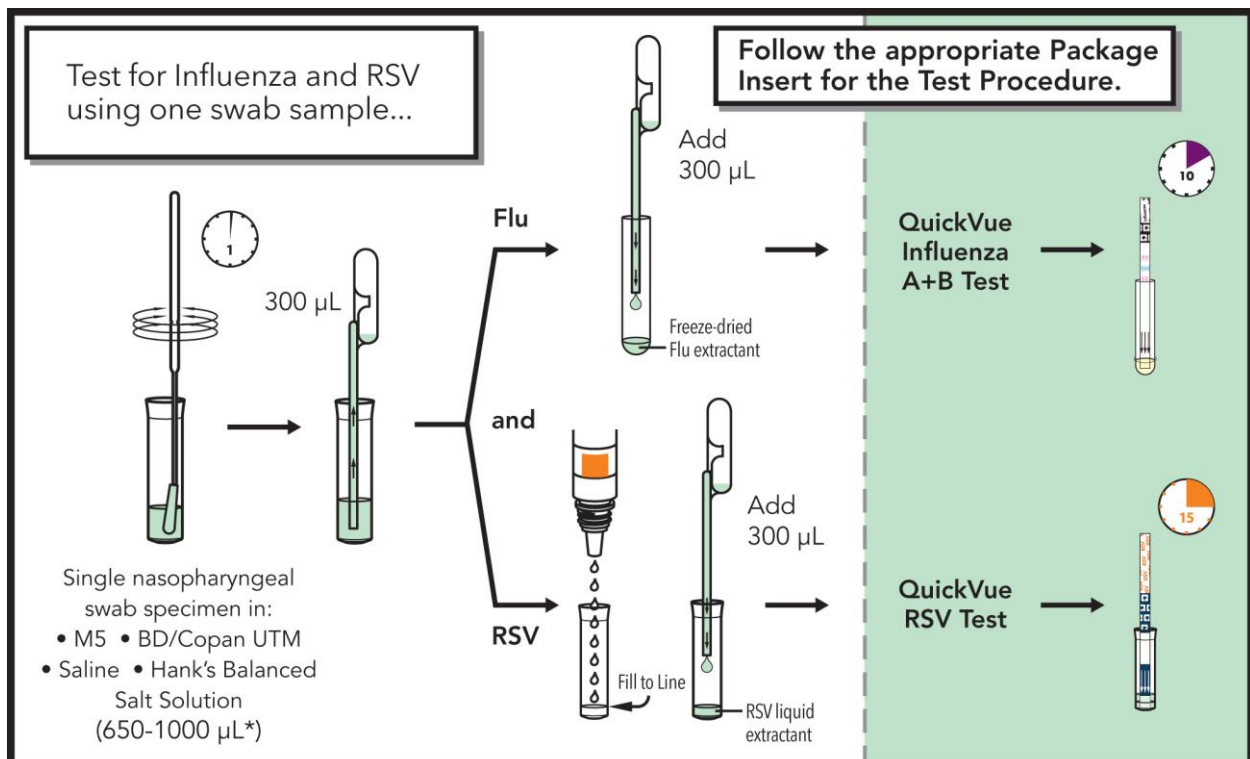 Test for Influenza and RSV
using one swab sample...
Follow the appropriate Package
Insert for the Test Procedure.
1
300 µL
Single nasopharyngeal
swab specimen in:
• M5 • BD/Copan UTM
• Saline • Hank's Balanced
Salt Solution
(650-1000 µL*)
Flu
and
RSV
Add
300 µL
Freeze-dried
Flu extractant
QuickVue
Influenza
A+B Test
10
Fill to Line
Add
300 µL
RSV liquid
extractant
QuickVue
RSV Test
15